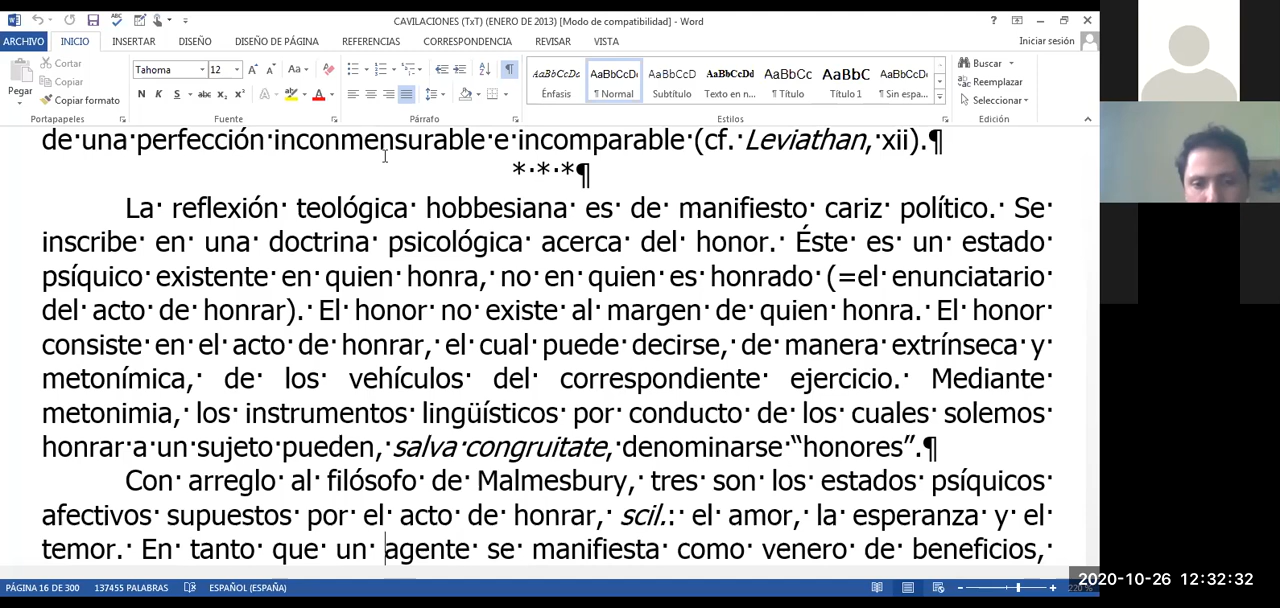 CAVILACIONES (TxT) (ENERO DE 2013) [Modo de compatibilidad] - Word
ARCHIVO INICIO INSERTAR DISEÑO DISEÑO DE PÁGINA REFERENCIAS CORRESPONDENCIA REVISAR VISTA Iniciar sesión
Cortar
Copiar
Copiar formato
Pegar
Tahoma 12
N K S abc x₂ x²
AaBbCcDc AaBbCcDc AaBbCcD AaBbCcDd AaBbCc AaBbC AaBbCcDc
Énfasis ¶ Normal Subtítulo Texto en n... ¶ Título Título 1 ¶ Sin espa...
Buscar
Reemplazar
Seleccionar
Fuente Párrafo Estilos Edición
de una perfección inconmensurable e incomparable (cf. Leviathan, xii).¶
* * *¶
La reflexión teológica hobbesiana es de manifiesto cariz político. Se
inscribe en una doctrina psicológica acerca del honor. Éste es un estado
psíquico existente en quien honra, no en quien es honrado (=el enunciatario
del acto de honrar). El honor no existe al margen de quien honra. El honor
consiste en el acto de honrar, el cual puede decirse, de manera extrínseca y
metonímica, de los vehículos del correspondiente ejercicio. Mediante
metonimia, los instrumentos lingüísticos por conducto de los cuales solemos
honrar a un sujeto pueden, salva congruitate, denominarse “honores”.¶
Con arreglo al filósofo de Malmesbury, tres son los estados psíquicos
afectivos supuestos por el acto de honrar, scil.: el amor, la esperanza y el
temor. En tanto que un agente se manifiesta como venero de beneficios,
PÁGINA 16 DE 300 137455 PALABRAS ESPAÑOL (ESPAÑA) 220 %
2020-10-26 12:32:32